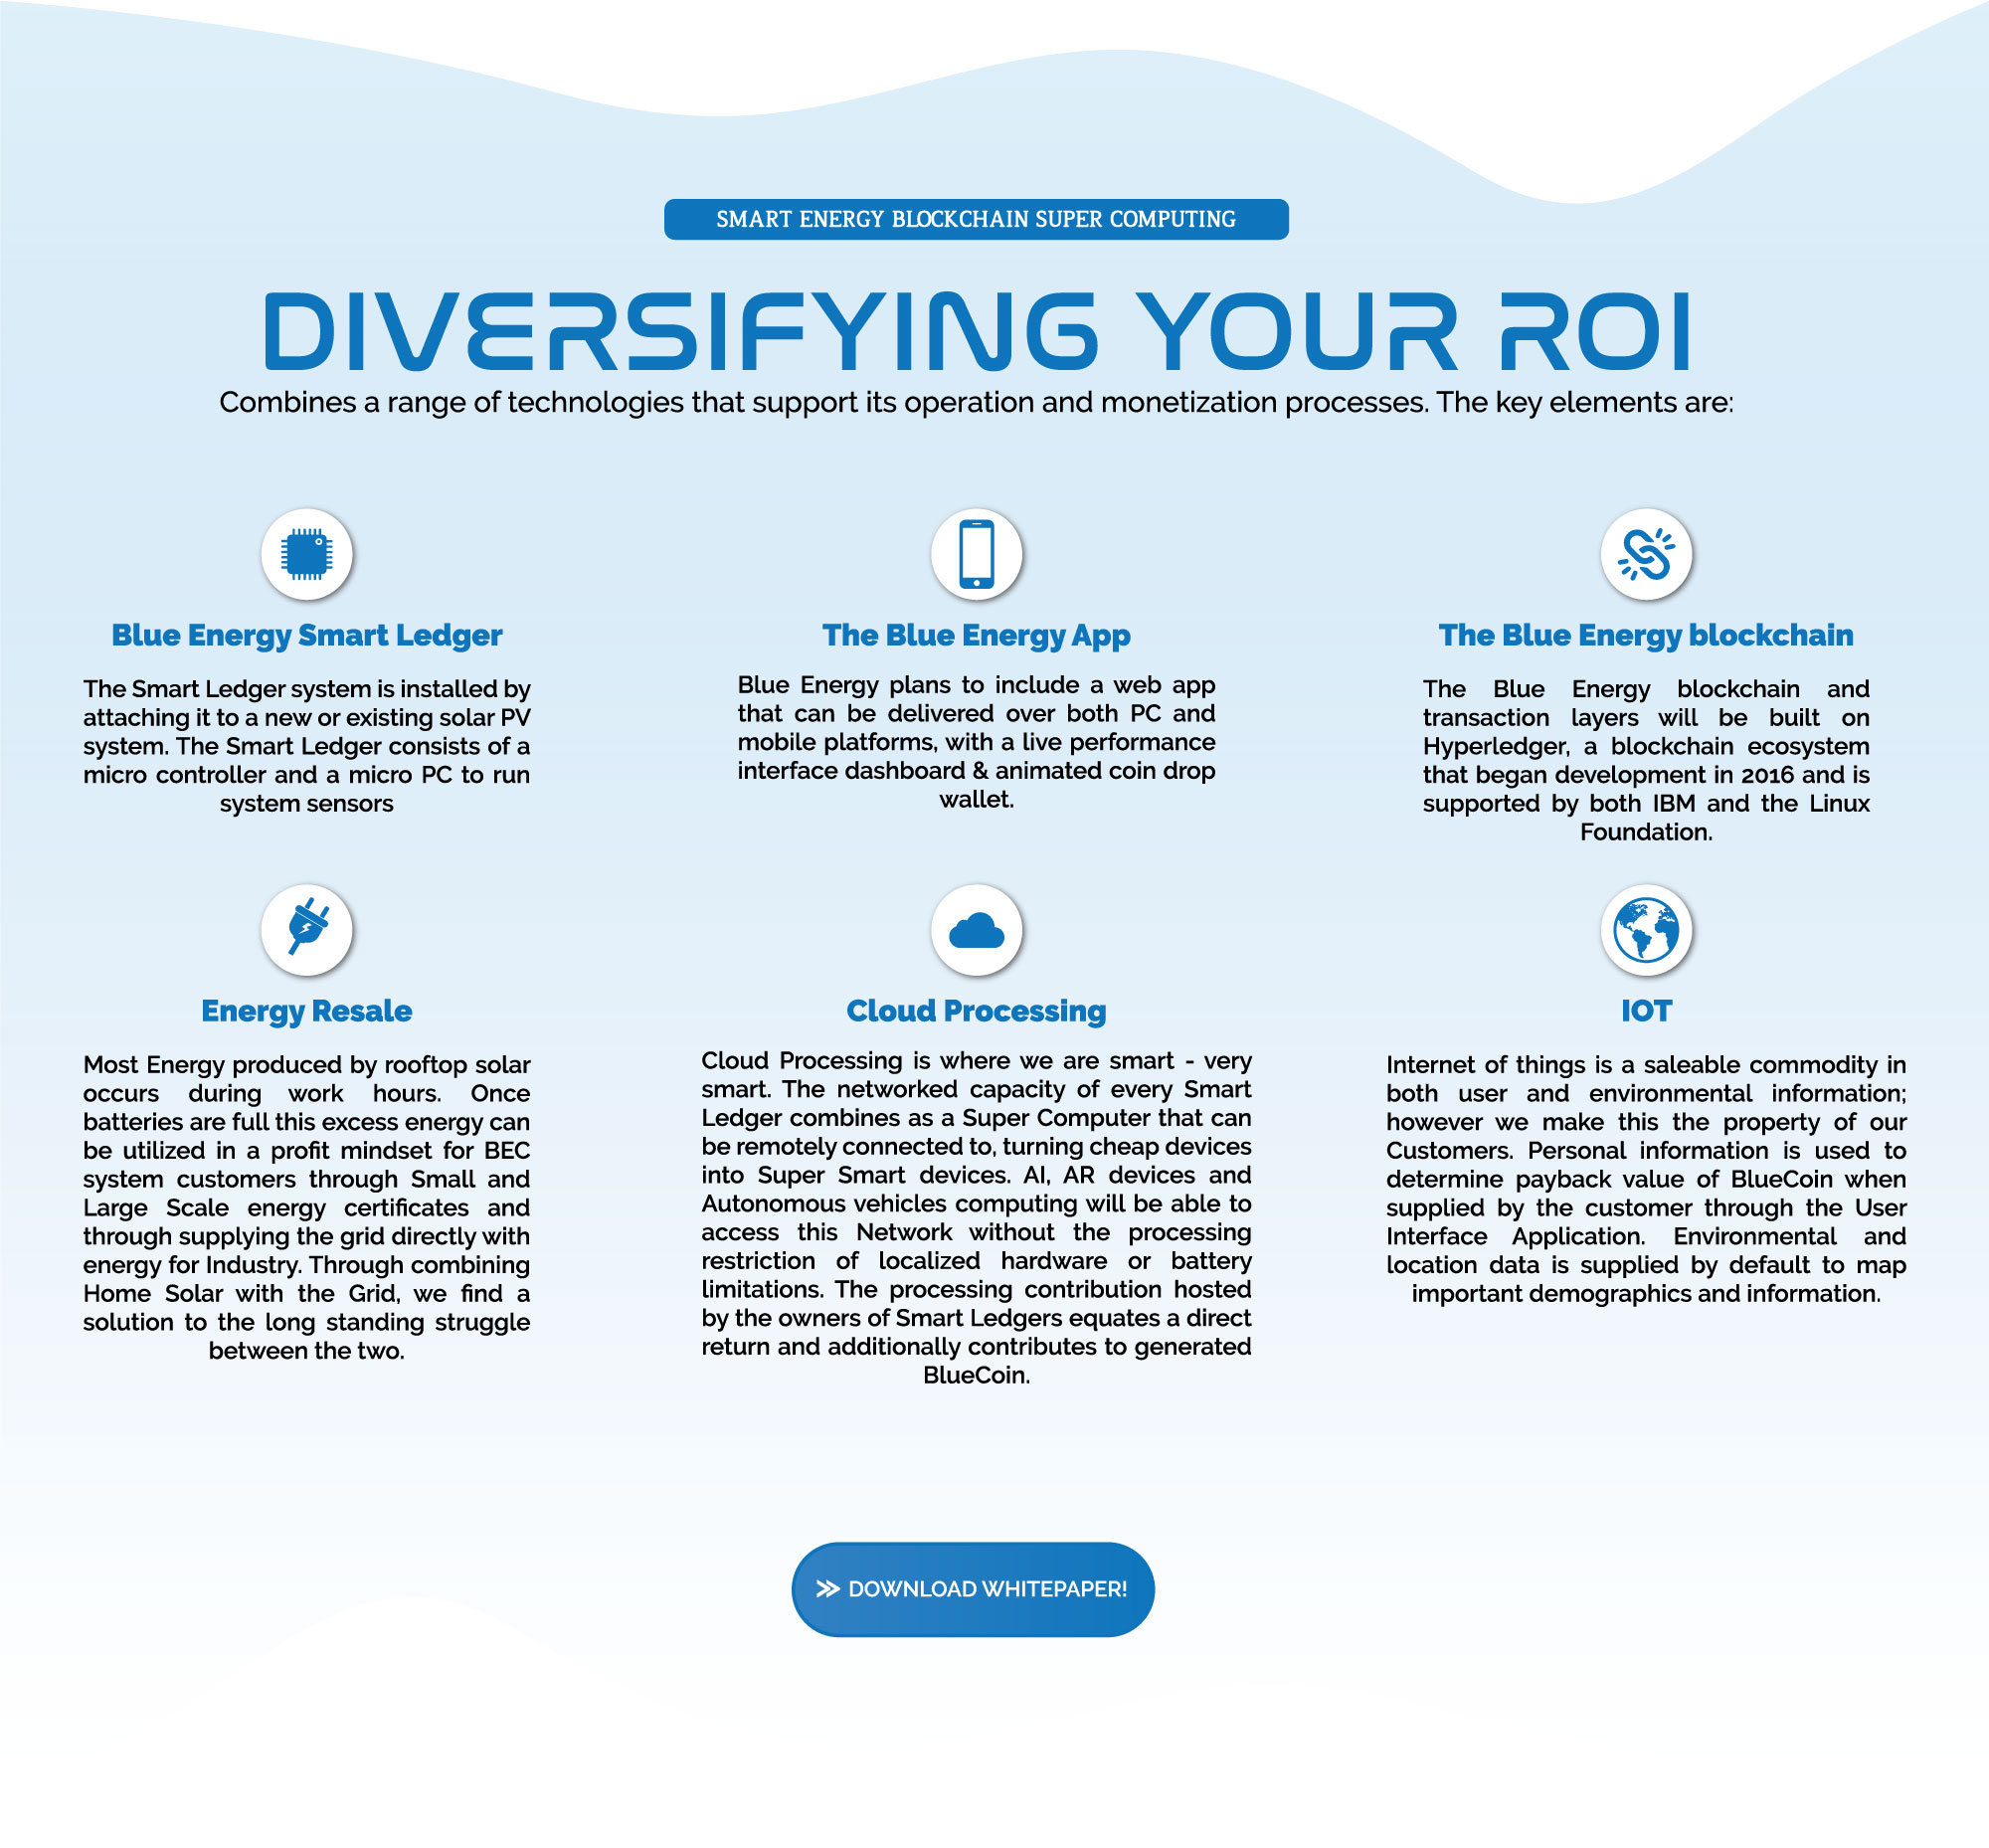 SMART ENERGY BLOCKCHAIN SUPER COMPUTING
DIVERSIFYING YOUR ROI
Combines a range of technologies that support its operation and monetization processes. The key elements are:
Blue Energy Smart Ledger
The Smart Ledger system is installed by
attaching it to a new or existing solar PV
system. The Smart Ledger consists of a
micro controller and a micro PC to run
system sensors
The Blue Energy App
Blue Energy plans to include a web app
that can be delivered over both PC and
mobile platforms, with a live performance
interface dashboard & animated coin drop
wallet.
The Blue Energy blockchain
The Blue Energy blockchain and
transaction layers will be built on
Hyperledger, a blockchain ecosystem
that began development in 2016 and is
supported by both IBM and the Linux
Foundation.
Energy Resale
Most Energy produced by rooftop solar
occurs during work hours. Once
batteries are full this excess energy can
be utilized in a profit mindset for BEC
system customers through Small and
Large Scale energy certificates and
through supplying the grid directly with
energy for Industry. Through combining
Home Solar with the Grid, we find a
solution to the long standing struggle
between the two.
Cloud Processing
Cloud Processing is where we are smart - very
smart. The networked capacity of every Smart
Ledger combines as a Super Computer that can
be remotely connected to, turning cheap devices
into Super Smart devices. AI, AR devices and
Autonomous vehicles computing will be able to
access this Network without the processing
restriction of localized hardware or battery
limitations. The processing contribution hosted
by the owners of Smart Ledgers equates a direct
return and additionally contributes to generated
BlueCoin.
IOT
Internet of things is a saleable commodity in
both user and environmental information;
however we make this the property of our
Customers. Personal information is used to
determine payback value of BlueCoin when
supplied by the customer through the User
Interface Application. Environmental and
location data is supplied by default to map
important demographics and information.
DOWNLOAD WHITEPAPER!